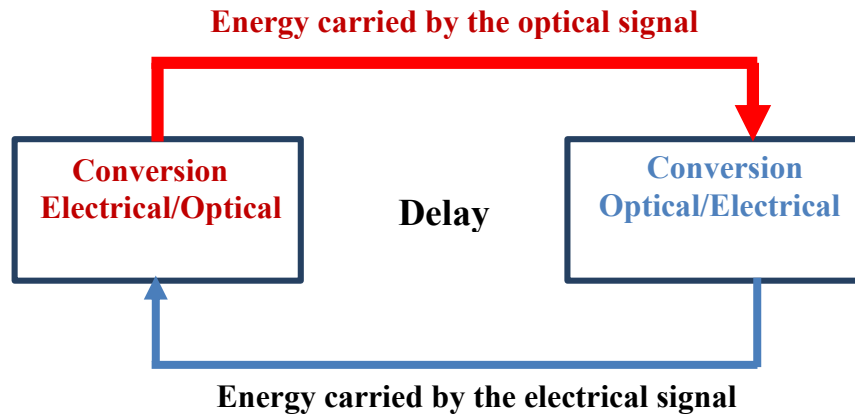 Energy carried by the optical signal
Conversion
Electrical/Optical
Delay
Conversion
Optical/Electrical
Energy carried by the electrical signal